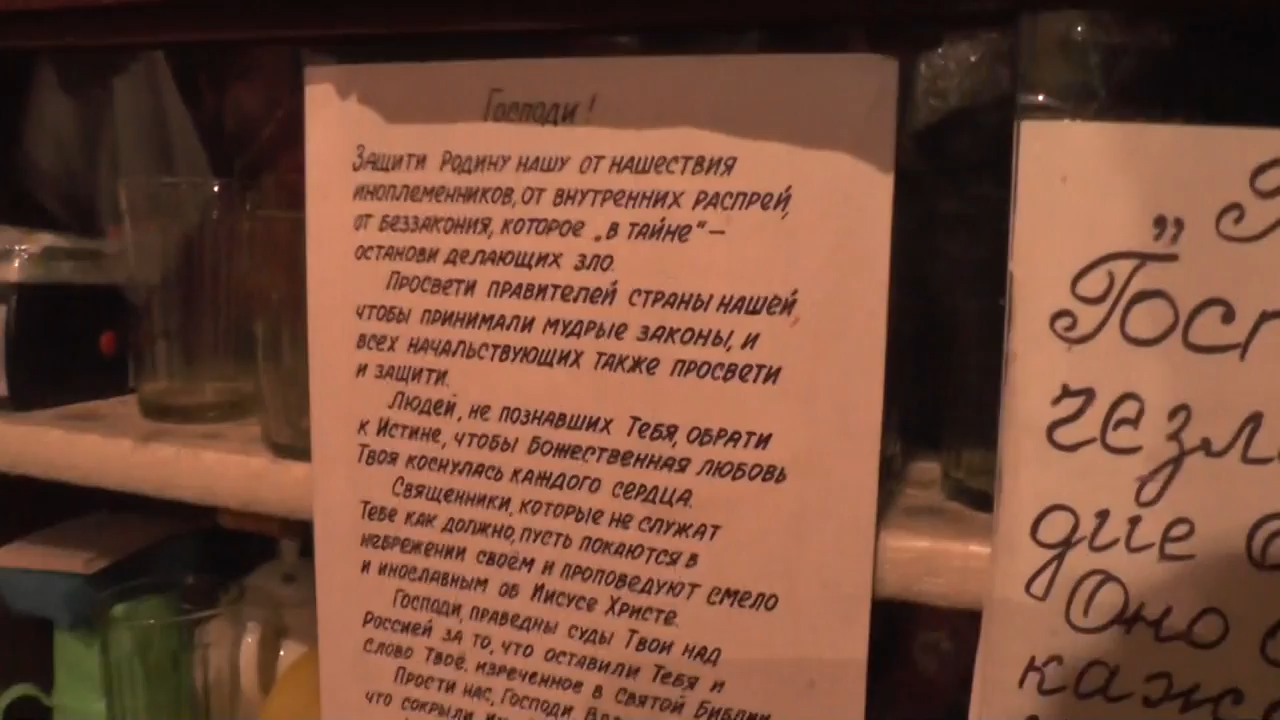 Господи!
Защити Родину нашу от нашествия
иноплеменников, от внутренних распрей,
от беззакония, которое „в тайне“ –
останови делающих зло.
Просвети правителей страны нашей,
чтобы принимали мудрые законы, и
всех начальствующих также просвети
и защити.
Людей, не познавших Тебя, обрати
к Истине, чтобы Божественная любовь
Твоя коснулась каждого сердца.
Священники, которые не служат
Тебе как должно, пусть покаются в
небрежении своём и проповедуют смело
и инославным об Иисусе Христе.
Господи, праведны суды Твои над
Россией за то, что оставили Тебя и
Слово Твоё, изреченное в Святой Библии.
Прости нас, Господи
что сокрыли
„
Госп
чезл
дие
Оно
каж